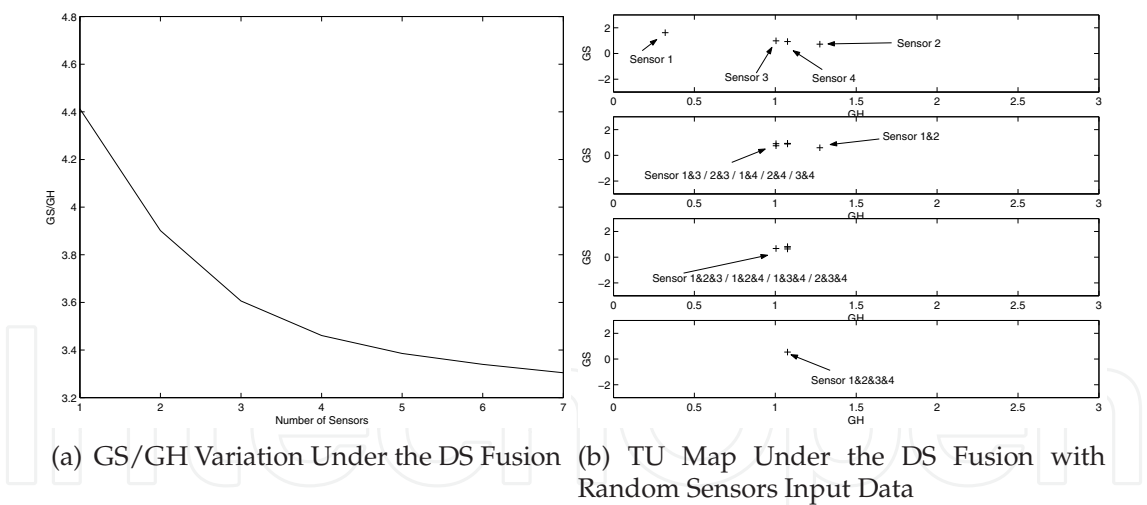 4.8
4.6
4.4
4.2
4
3.8
3.6
3.4
3.2
GS/GH
1 2 3 4 5 6 7
Number of Sensors
2
0
−2
GS
Sensor 1
Sensor 3
Sensor 4
Sensor 2
0 0.5 1 1.5 2 2.5 3
GH
2
0
−2
GS
Sensor 1&2
Sensor 1&3 / 2&3 / 1&4 / 2&4 / 3&4
0 0.5 1 1.5 2 2.5 3
GH
2
0
−2
GS
Sensor 1&2&3 / 1&2&4 / 1&3&4 / 2&3&4
0 0.5 1 1.5 2 2.5 3
GH
2
0
−2
GS
Sensor 1&2&3&4
0 0.5 1 1.5 2 2.5 3
GH
(a) GS/GH Variation Under the DS Fusion
(b) TU Map Under the DS Fusion with
Random Sensors Input Data
IntechOpen